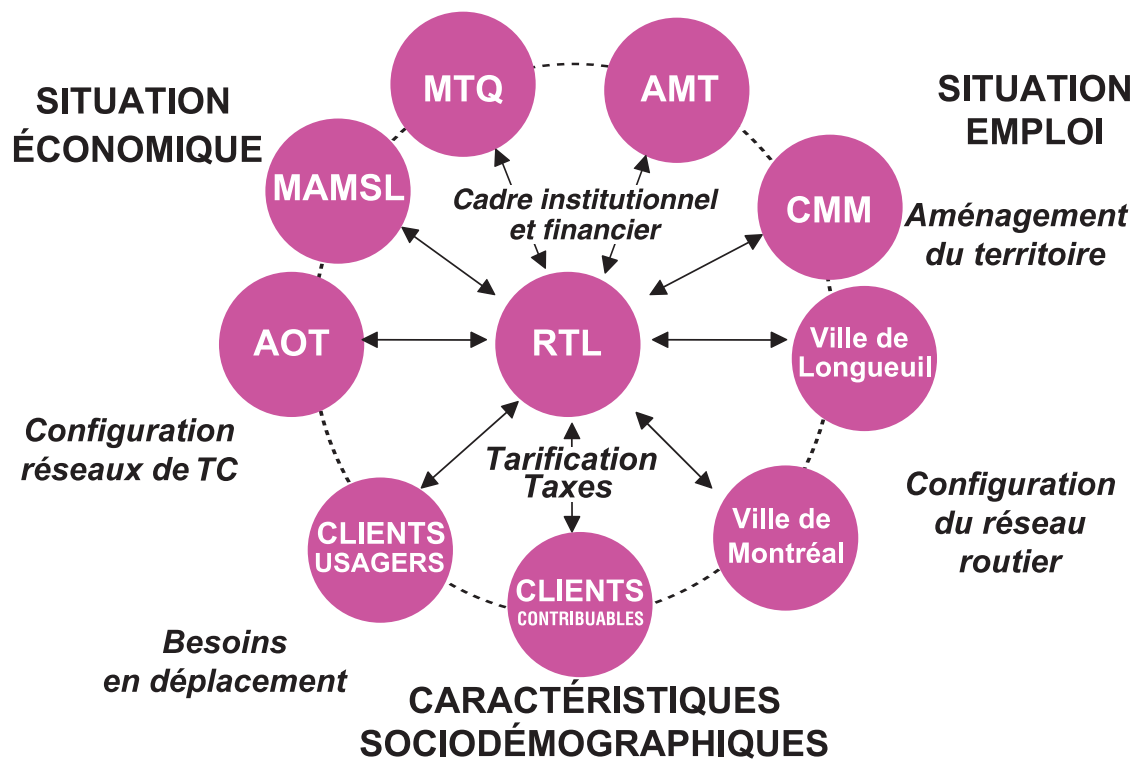 MTQ
AMT
SITUATION
ÉCONOMIQUE
SITUATION
EMPLOI
MAMSL
Cadre institutionnel
et financier
CMM
Aménagement
du territoire
AOT
RTL
Ville de
Longueuil
Configuration
réseaux de TC
Tarification
Taxes
Configuration
du réseau
routier
CLIENTS
USAGERS
Ville de
Montréal
CLIENTS
CONTRIBUABLES
Besoins
en déplacement
CARACTÉRISTIQUES
SOCIODÉMOGRAPHIQUES